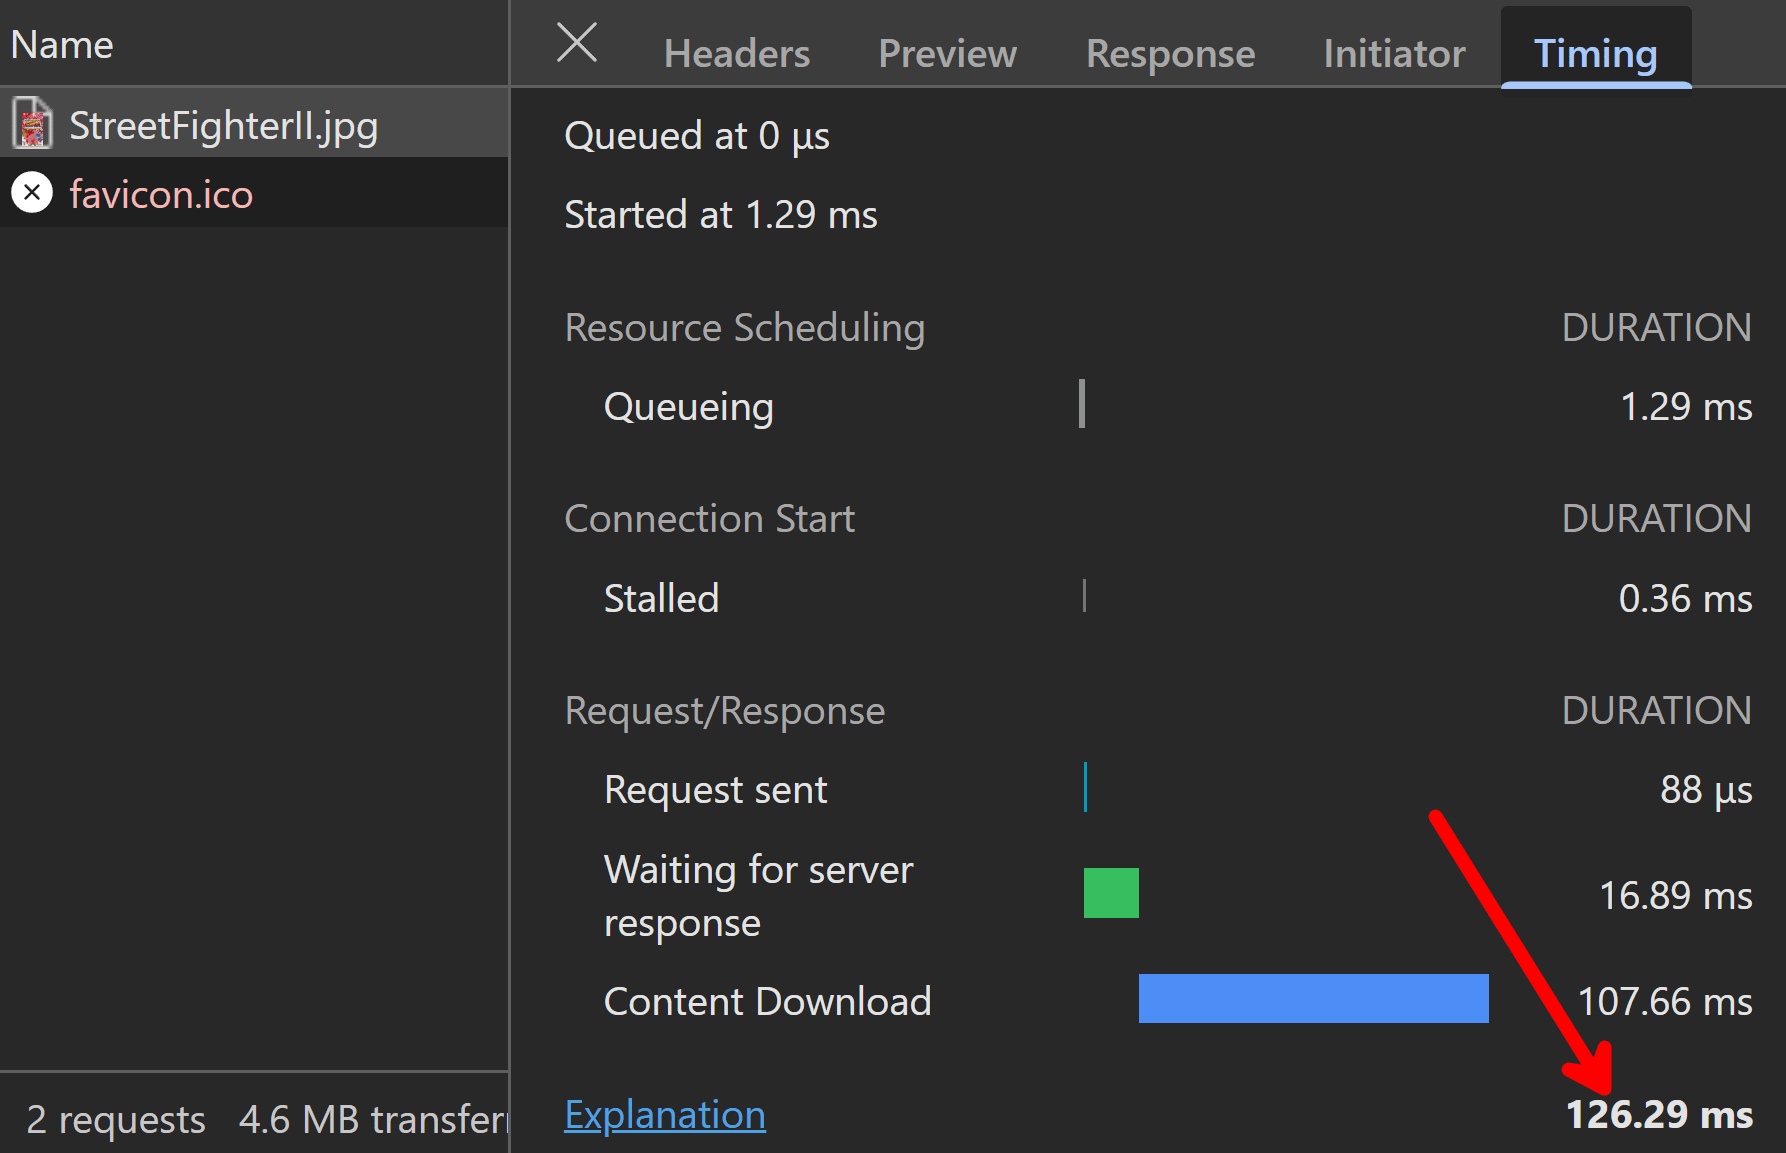 Name
Headers Preview Response Initiator Timing
StreetFighterII.jpg
favicon.ico
2 requests 4.6 MB transferr
Queued at 0 μs
Started at 1.29 ms
Resource Scheduling DURATION
Queueing 1.29 ms
Connection Start DURATION
Stalled 0.36 ms
Request/Response DURATION
Request sent 88 μs
Waiting for server
response 16.89 ms
Content Download 107.66 ms
Explanation 126.29 ms